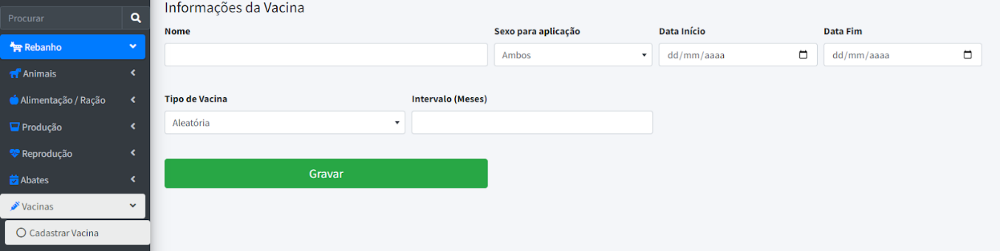 Procurar
Rebanho
Animais
Alimentação / Ração
Produção
Reprodução
Abates
Vacinas
Cadastrar Vacina
Informações da Vacina
Nome
Sexo para aplicação
Ambos
Data Início
dd/mm/aaaa
Data Fim
dd/mm/aaaa
Tipo de Vacina
Aleatória
Intervalo (Meses)
Gravar